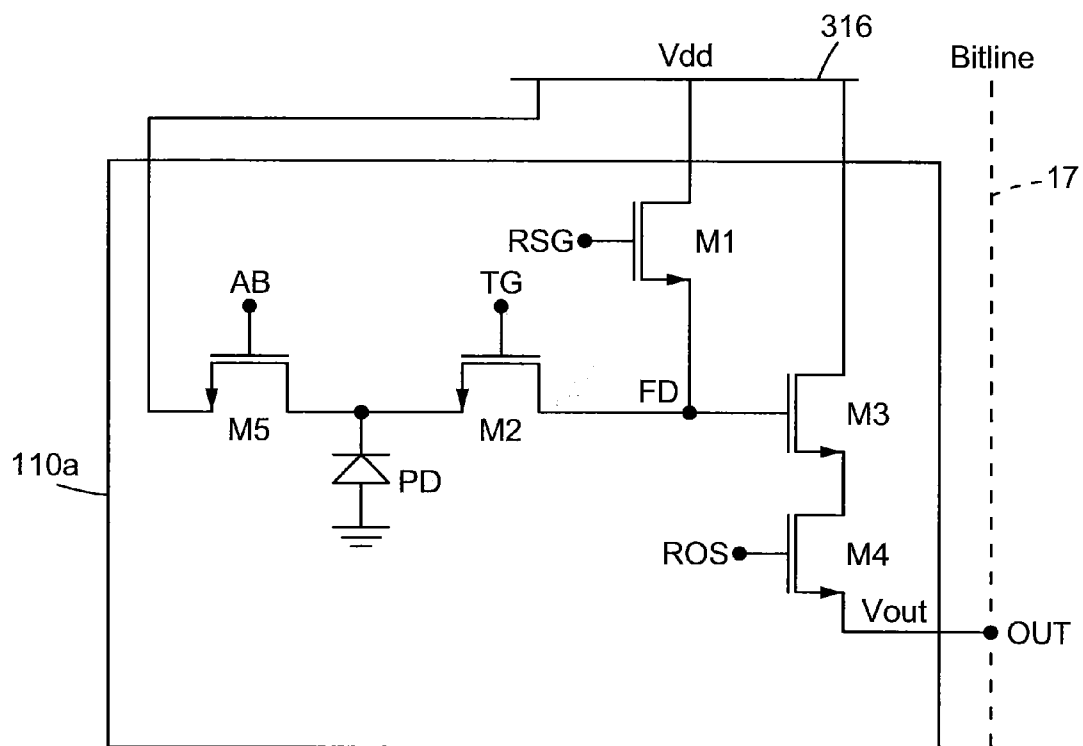 316
Vdd
Bitline
17
RSG
M1
AB
TG
FD
M5
M2
M3
110a
PD
ROS
M4
Vout
OUT